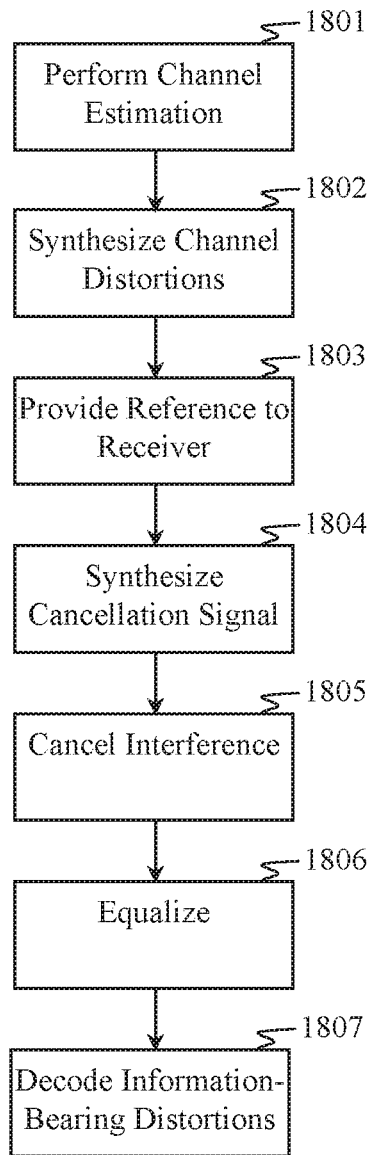 1801
Perform Channel
Estimation
1802
Synthesize Channel
Distortions
1803
Provide Reference to
Receiver
1804
Synthesize
Cancellation Signal
1805
Cancel Interference
1806
Equalize
1807
Decode Information-
Bearing Distortions